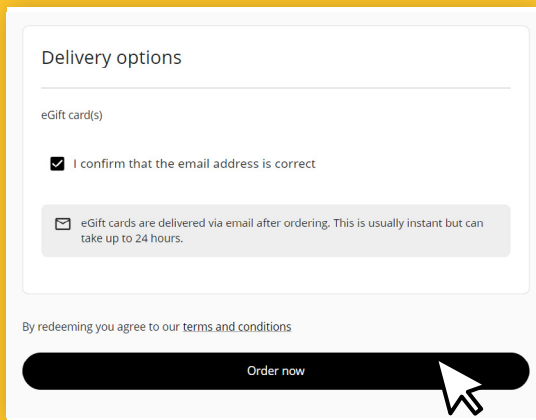 Delivery options
eGift card(s)
I confirm that the email address is correct
eGift cards are delivered via email after ordering. This is usually instant but can
take up to 24 hours.
By redeeming you agree to our terms and conditions
Order now